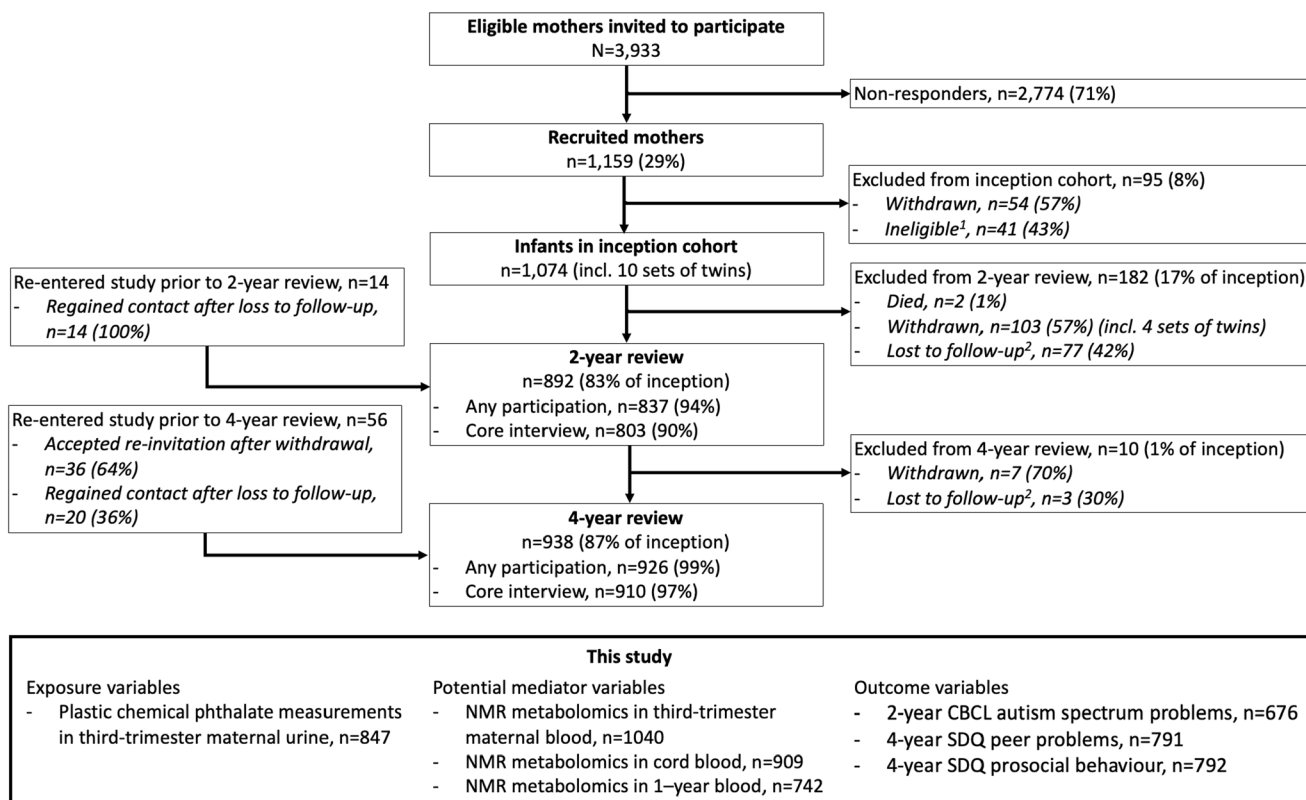 Eligible mothers invited to participate
N=3,933
Non-responders, n=2,774 (71%)
Recruited mothers
n=1,159 (29%)
Excluded from inception cohort, n=95 (8%)
- Withdrawn, n=54 (57%)
- Ineligible¹, n=41 (43%)
Infants in inception cohort
n=1,074 (incl. 10 sets of twins)
Re-entered study prior to 2-year review, n=14
- Regained contact after loss to follow-up,
n=14 (100%)
Excluded from 2-year review, n=182 (17% of inception)
- Died, n=2 (1%)
- Withdrawn, n=103 (57%) (incl. 4 sets of twins)
- Lost to follow-up², n=77 (42%)
2-year review
n=892 (83% of inception)
- Any participation, n=837 (94%)
- Core interview, n=803 (90%)
Re-entered study prior to 4-year review, n=56
- Accepted re-invitation after withdrawal,
n=36 (64%)
- Regained contact after loss to follow-up,
n=20 (36%)
Excluded from 4-year review, n=10 (1% of inception)
- Withdrawn, n=7 (70%)
- Lost to follow-up², n=3 (30%)
4-year review
n=938 (87% of inception)
- Any participation, n=926 (99%)
- Core interview, n=910 (97%)
This study
Exposure variables
- Plastic chemical phthalate measurements
in third-trimester maternal urine, n=847
Potential mediator variables
- NMR metabolomics in third-trimester
maternal blood, n=1040
- NMR metabolomics in cord blood, n=909
- NMR metabolomics in 1–year blood, n=742
Outcome variables
- 2-year CBCL autism spectrum problems, n=676
- 4-year SDQ peer problems, n=791
- 4-year SDQ prosocial behaviour, n=792